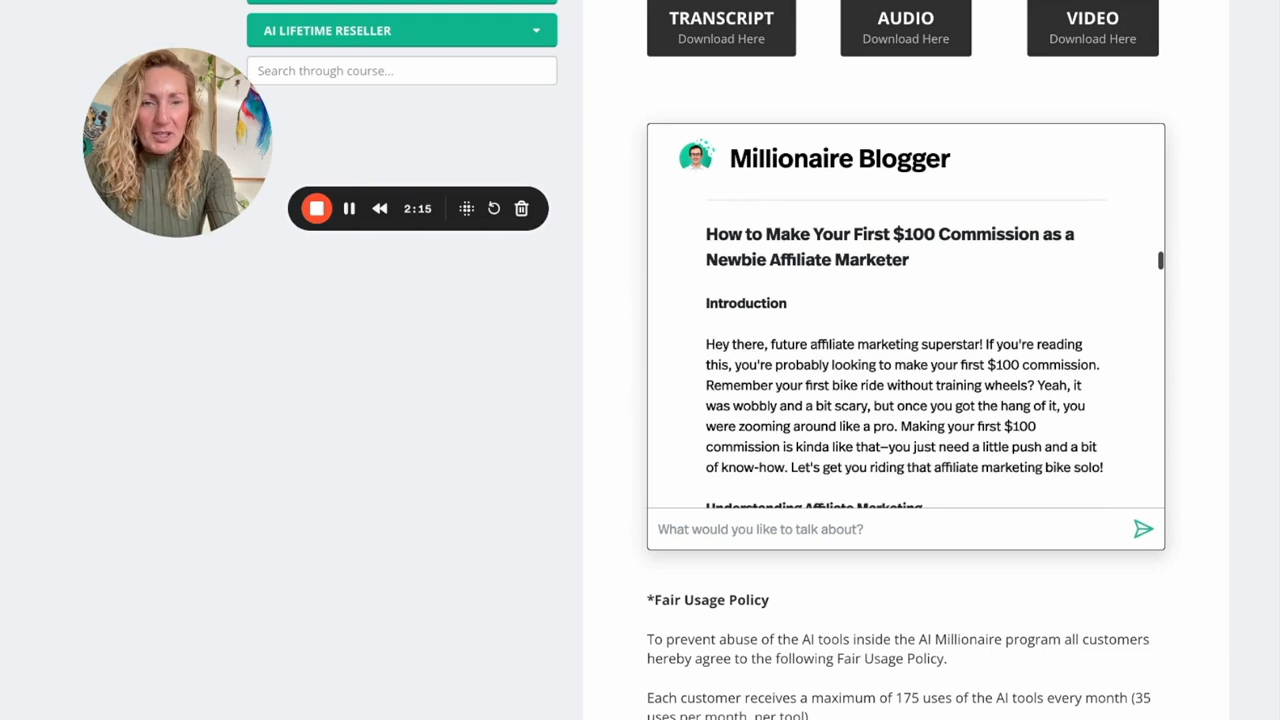 AI LIFETIME RESELLER
Search through course...
2:15
TRANSCRIPT
Download Here
AUDIO
Download Here
VIDEO
Download Here
Millionaire Blogger
How to Make Your First $100 Commission as a
Newbie Affiliate Marketer
Introduction
Hey there, future affiliate marketing superstar! If you're reading
this, you're probably looking to make your first $100 commission.
Remember your first bike ride without training wheels? Yeah, it
was wobbly and a bit scary, but once you got the hang of it, you
were zooming around like a pro. Making your first $100
commission is kinda like that—you just need a little push and a bit
of know-how. Let's get you riding that affiliate marketing bike solo!
Understanding Affiliate Marketing
What would you like to talk about?
*Fair Usage Policy
To prevent abuse of the AI tools inside the AI Millionaire program all customers
hereby agree to the following Fair Usage Policy.
Each customer receives a maximum of 175 uses of the AI tools every month (35
uses per month, per tool)